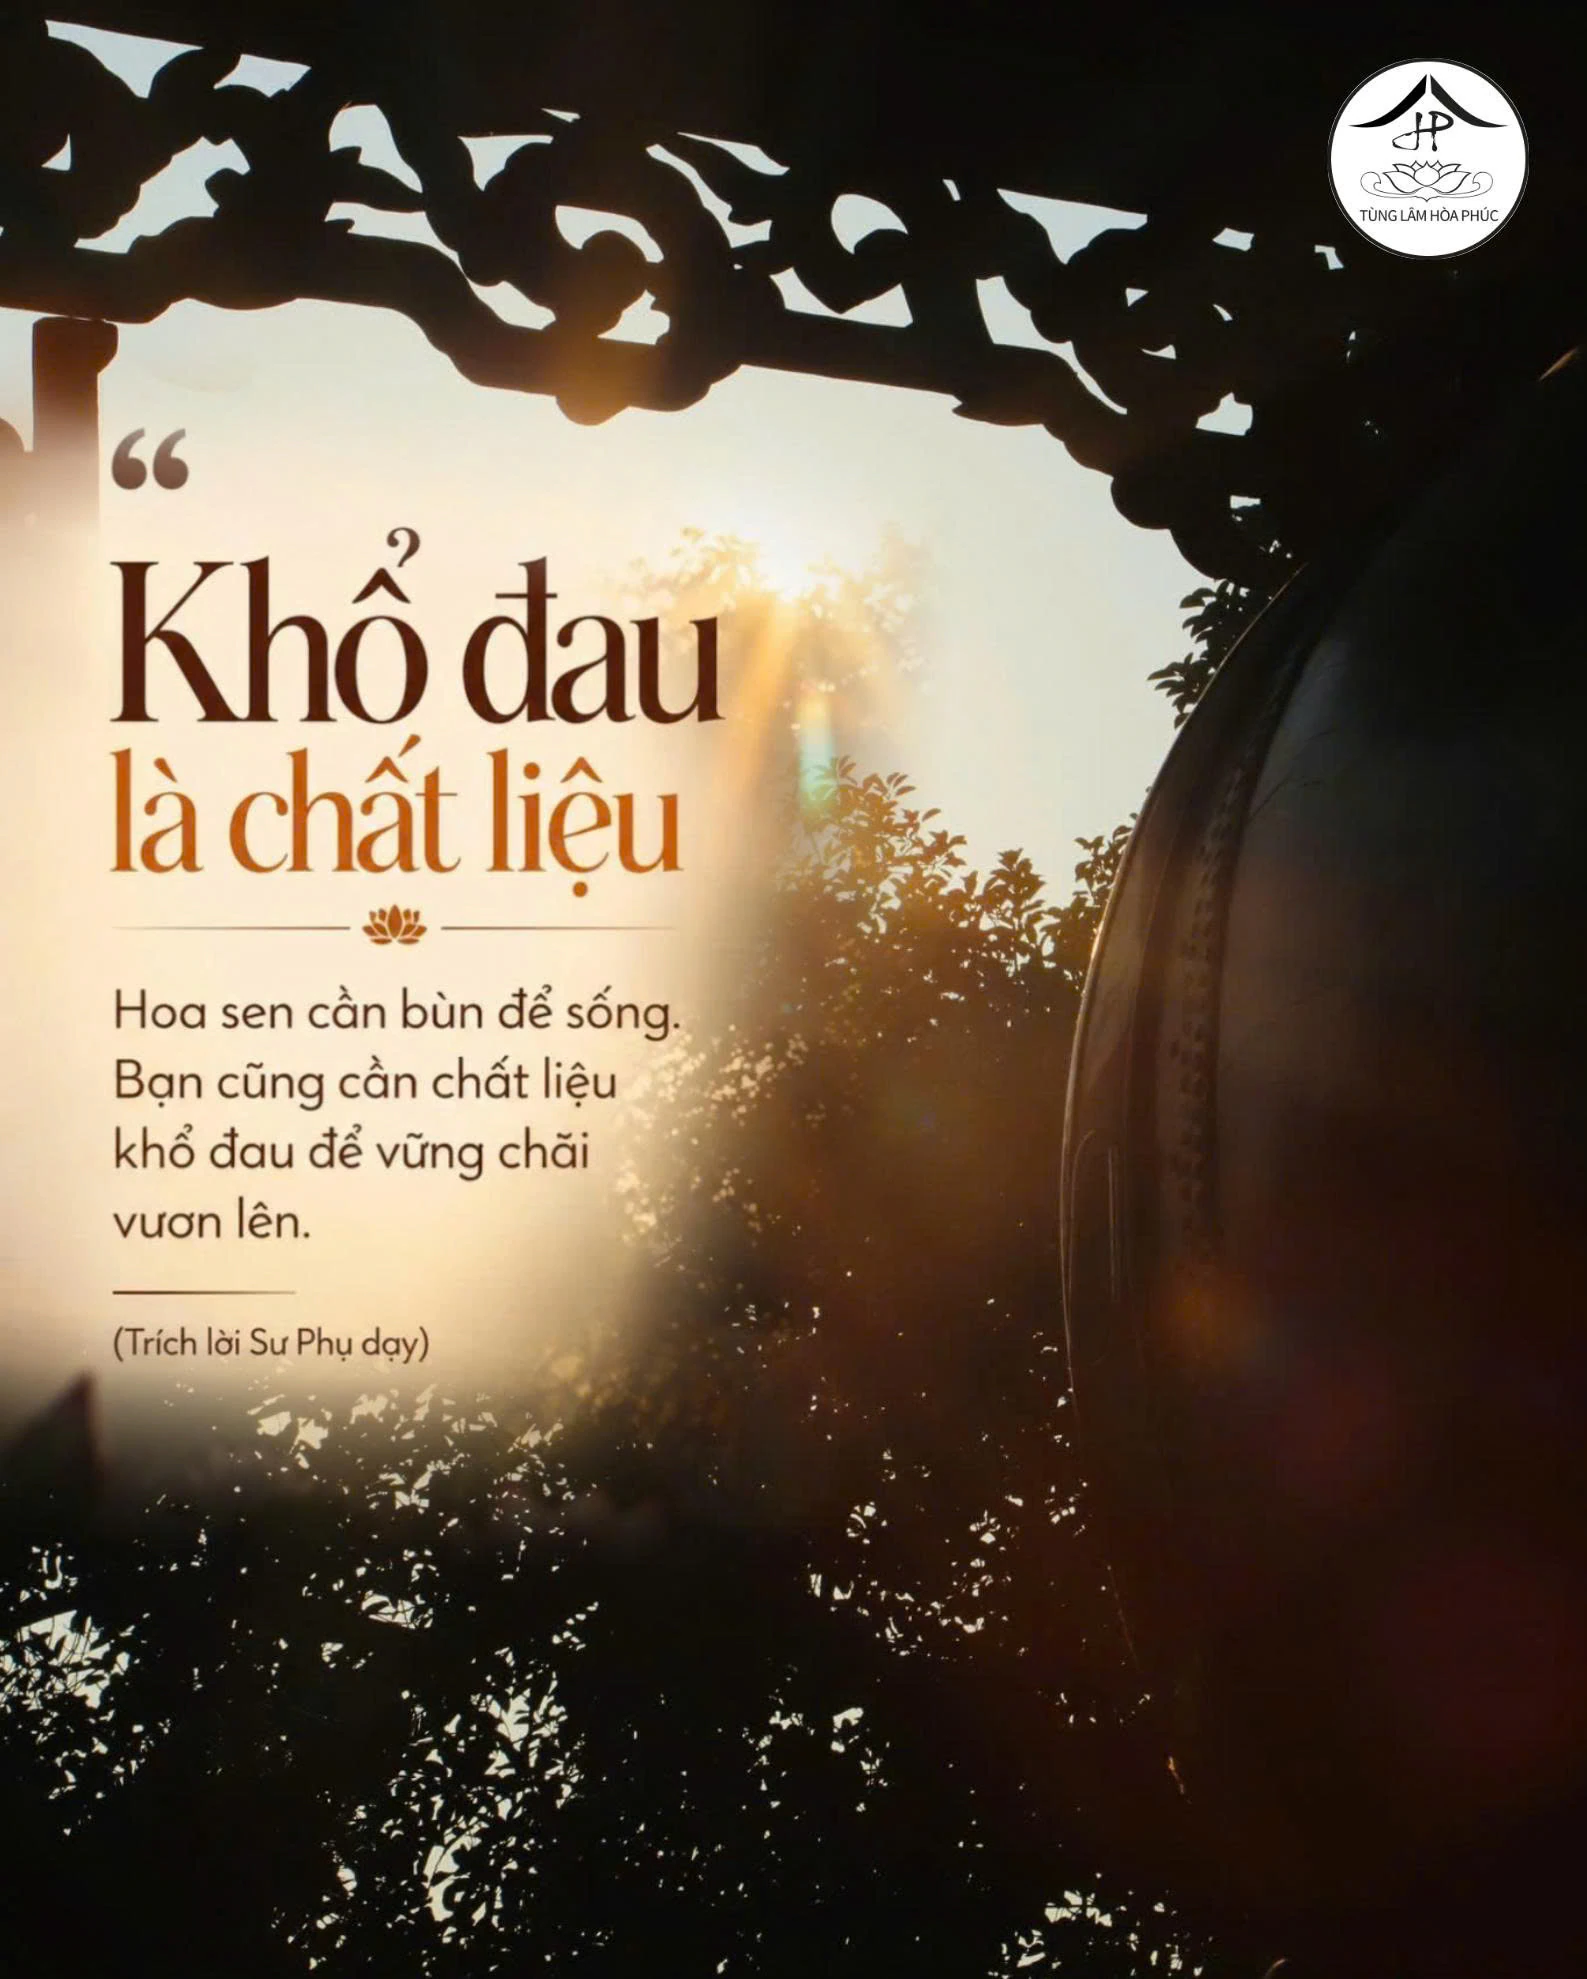 HP
TÙNG LÂM HÒA PHÚC
“
Khổ đau
là chất liệu
Hoa sen cần bùn để sống.
Bạn cũng cần chất liệu
khổ đau để vững chãi
vươn lên.
(Trích lời Sư Phụ dạy)